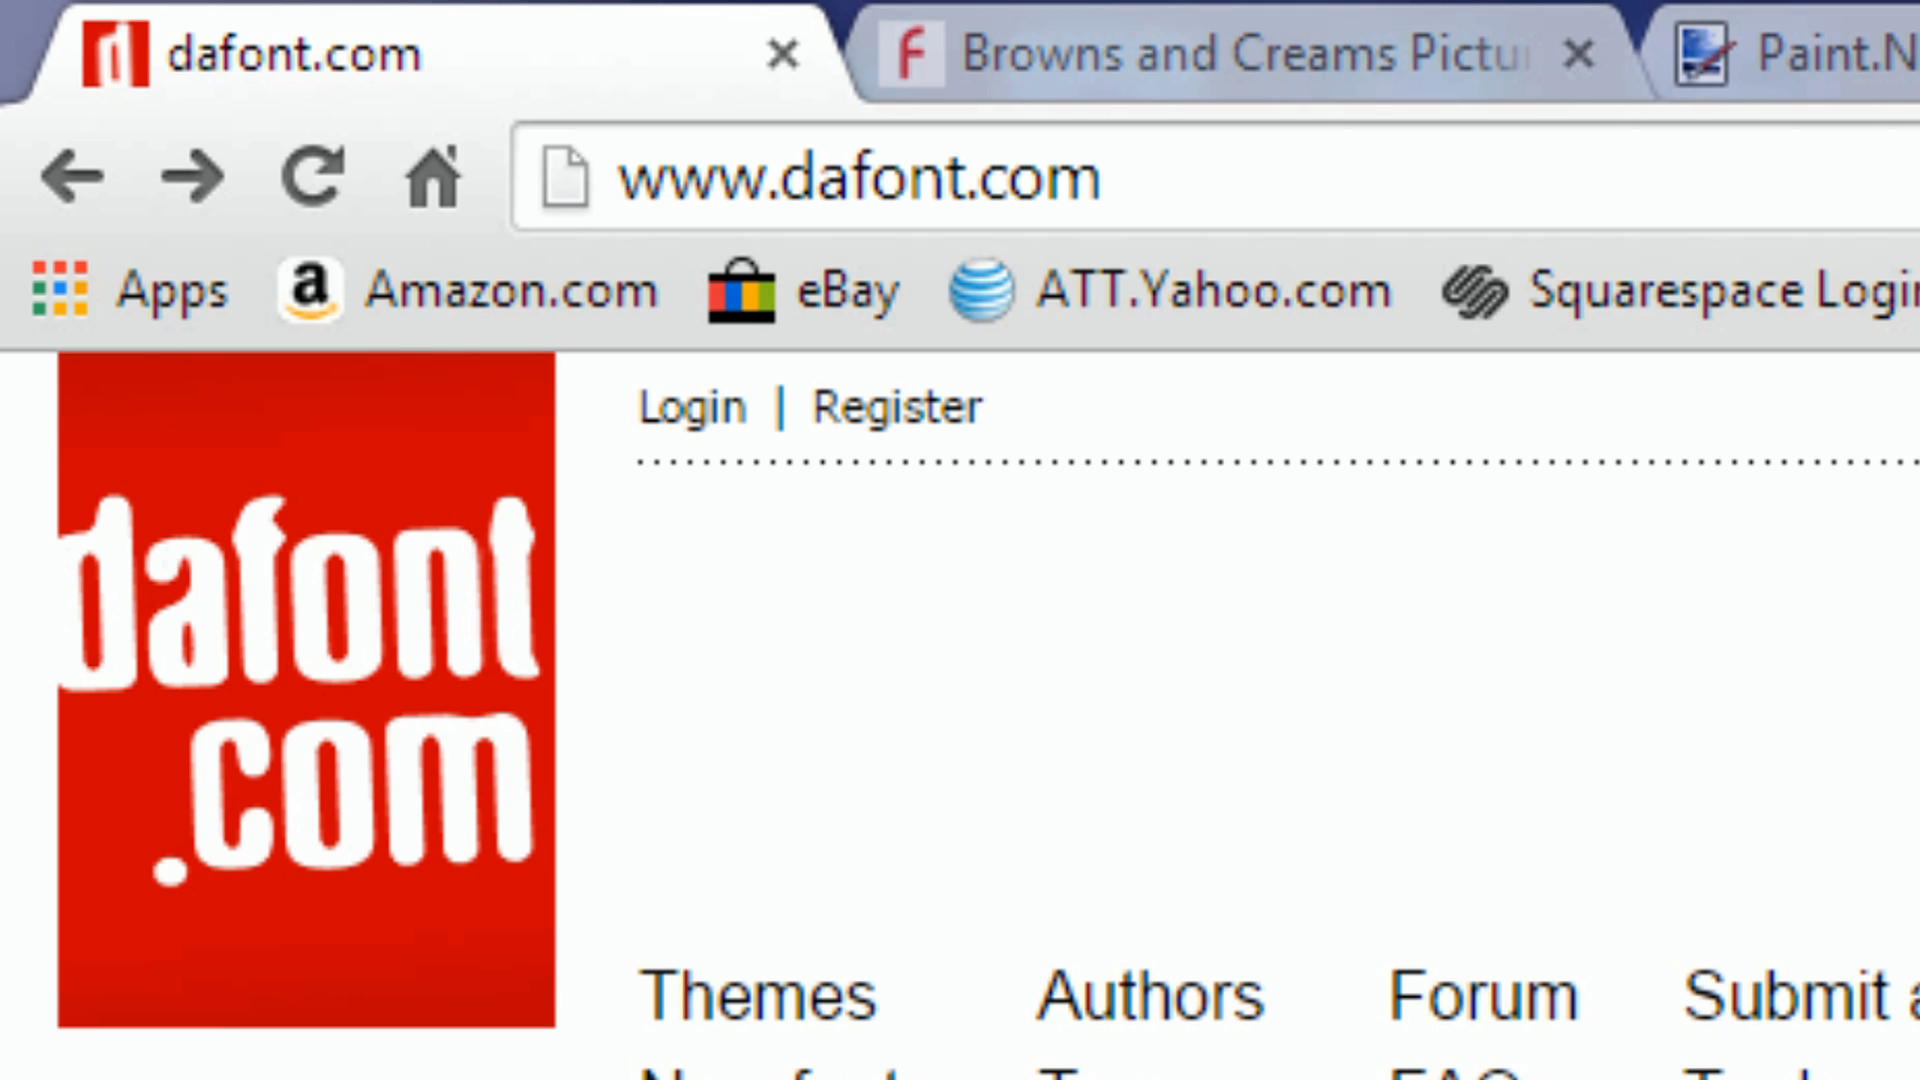 dafont.com Browns and Creams Pictu Paint.N
www.dafont.com
Apps a Amazon.com eBay ATT.Yahoo.com Squarespace Login
Login | Register
dafont
.com
Themes Authors Forum Submit a